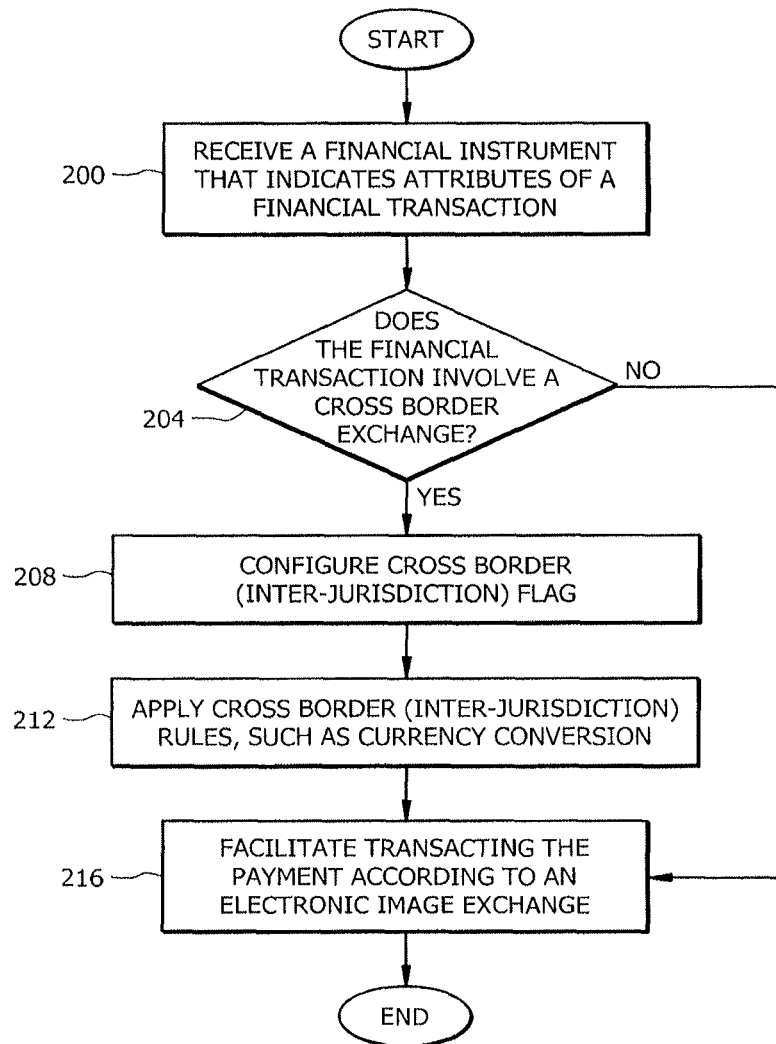 START
200
RECEIVE A FINANCIAL INSTRUMENT
THAT INDICATES ATTRIBUTES OF A
FINANCIAL TRANSACTION
DOES
THE FINANCIAL
TRANSACTION INVOLVE A
CROSS BORDER
EXCHANGE?
204
NO
YES
208
CONFIGURE CROSS BORDER
(INTER-JURISDICTION) FLAG
212
APPLY CROSS BORDER (INTER-JURISDICTION)
RULES, SUCH AS CURRENCY CONVERSION
216
FACILITATE TRANSACTING THE
PAYMENT ACCORDING TO AN
ELECTRONIC IMAGE EXCHANGE
END